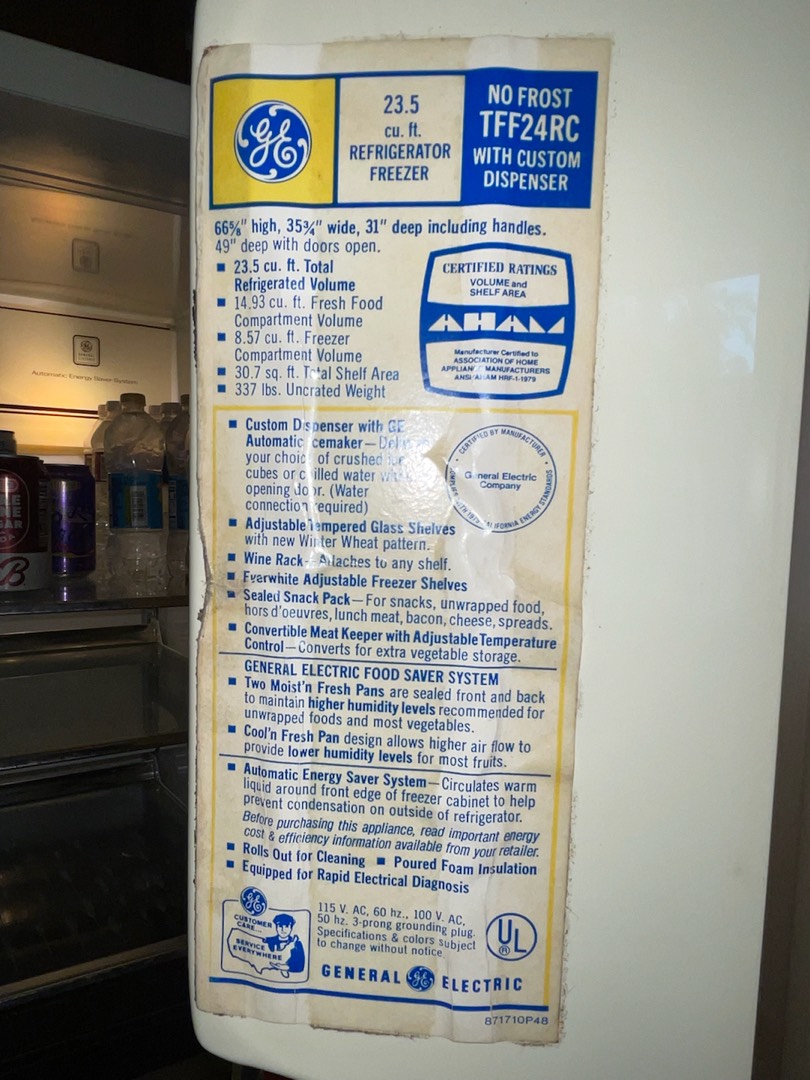 GE
23.5
cu. ft.
REFRIGERATOR
FREEZER
NO FROST
TFF24RC
WITH CUSTOM
DISPENSER
66⅝" high, 35¾" wide, 31" deep including handles.
49" deep with doors open.
▪ 23.5 cu. ft. Total
Refrigerated Volume
▪ 14.93 cu. ft. Fresh Food
Compartment Volume
▪ 8.57 cu. ft. Freezer
Compartment Volume
▪ 30.7 sq. ft. Total Shelf Area
▪ 337 lbs. Uncrated Weight
CERTIFIED RATINGS
VOLUME and
SHELF AREA
AHAM
Manufacturer Certified to
ASSOCIATION OF HOME
APPLIANCE MANUFACTURERS
ANSI/AHAM HRF-1-1979
▪ Custom Dispenser with GE
Automatic Icemaker—
your choice of crushed ice,
cubes or chilled water
opening door. (Water
connection required)
CERTIFIED BY MANUFACTURER
General Electric
Company
CALIFORNIA ENERGY STANDARDS
▪ Adjustable Tempered Glass Shelves
with new Winter Wheat pattern.
▪ Wine Rack—Attaches to any shelf.
▪ Everwhite Adjustable Freezer Shelves
▪ Sealed Snack Pack—For snacks, unwrapped food,
hors d'oeuvres, lunch meat, bacon, cheese, spreads.
▪ Convertible Meat Keeper with Adjustable Temperature
Control—Converts for extra vegetable storage.
GENERAL ELECTRIC FOOD SAVER SYSTEM
▪ Two Moist'n Fresh Pans are sealed front and back
to maintain higher humidity levels recommended for
unwrapped foods and most vegetables.
▪ Cool'n Fresh Pan design allows higher air flow to
provide lower humidity levels for most fruits.
▪ Automatic Energy Saver System—Circulates warm
liquid around front edge of freezer cabinet to help
prevent condensation on outside of refrigerator.
Before purchasing this appliance, read important energy
cost & efficiency information available from your retailer.
▪ Rolls Out for Cleaning ▪ Poured Foam Insulation
▪ Equipped for Rapid Electrical Diagnosis
GE
CUSTOMER
CARE...
SERVICE
EVERYWHERE
115 V. AC, 60 hz., 100 V. AC,
50 hz. 3-prong grounding plug.
Specifications & colors subject
to change without notice.
UL
®
GENERAL GE ELECTRIC
871710P48
Automatic Energy Saver System
B